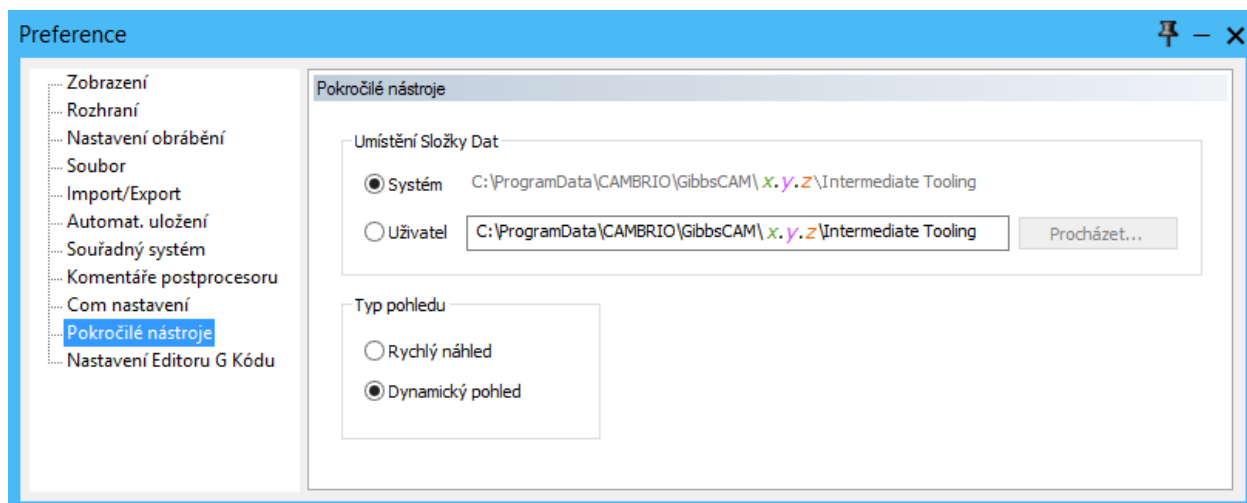 Preference
Zobrazení
Rozhraní
Nastavení obrábění
Soubor
Import/Export
Automat. uložení
Souřadný systém
Komentáře postprocesoru
Com nastavení
Pokročilé nástroje
Nastavení Editoru G Kódu
Pokročilé nástroje
Umístění Složky Dat
Systém C:\ProgramData\CAMBRIO\GibbsCAM\x.y.z\Intermediate Tooling
Uživatel C:\ProgramData\CAMBRIO\GibbsCAM\x.y.z\Intermediate Tooling Procházet...
Typ pohledu
Rychlý náhled
Dynamický pohled